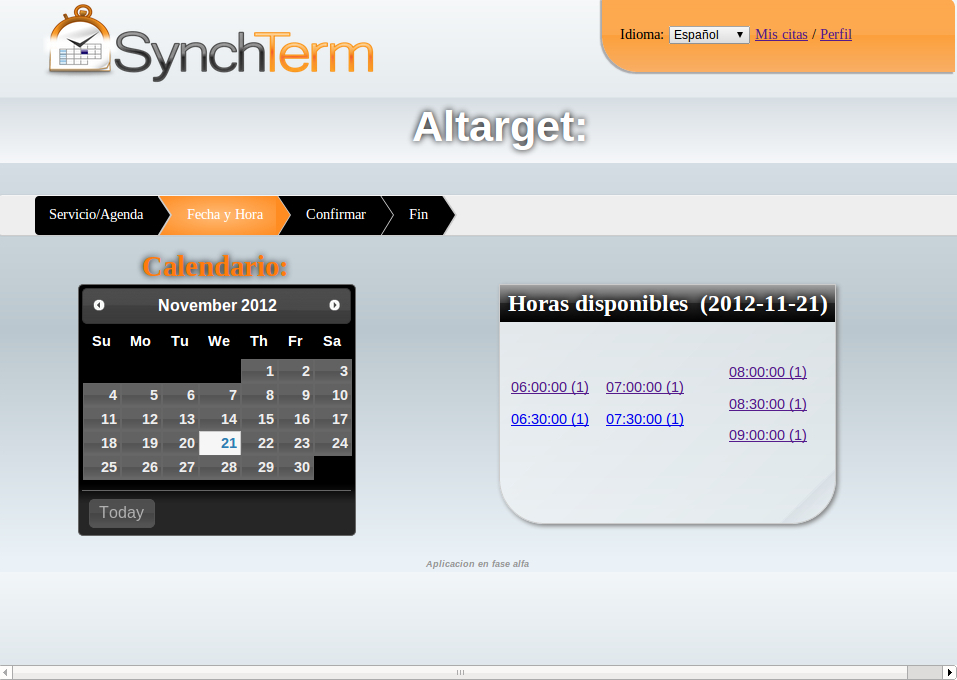 SynchTerm
Idioma: Español Mis citas / Perfil
Altarget:
Servicio/Agenda Fecha y Hora Confirmar Fin
Calendario:
November 2012
Su Mo Tu We Th Fr Sa
1 2 3
4 5 6 7 8 9 10
11 12 13 14 15 16 17
18 19 20 21 22 23 24
25 26 27 28 29 30
Today
Horas disponibles (2012-11-21)
06:00:00 (1)
06:30:00 (1)
07:00:00 (1)
07:30:00 (1)
08:00:00 (1)
08:30:00 (1)
09:00:00 (1)
Aplicacion en fase alfa